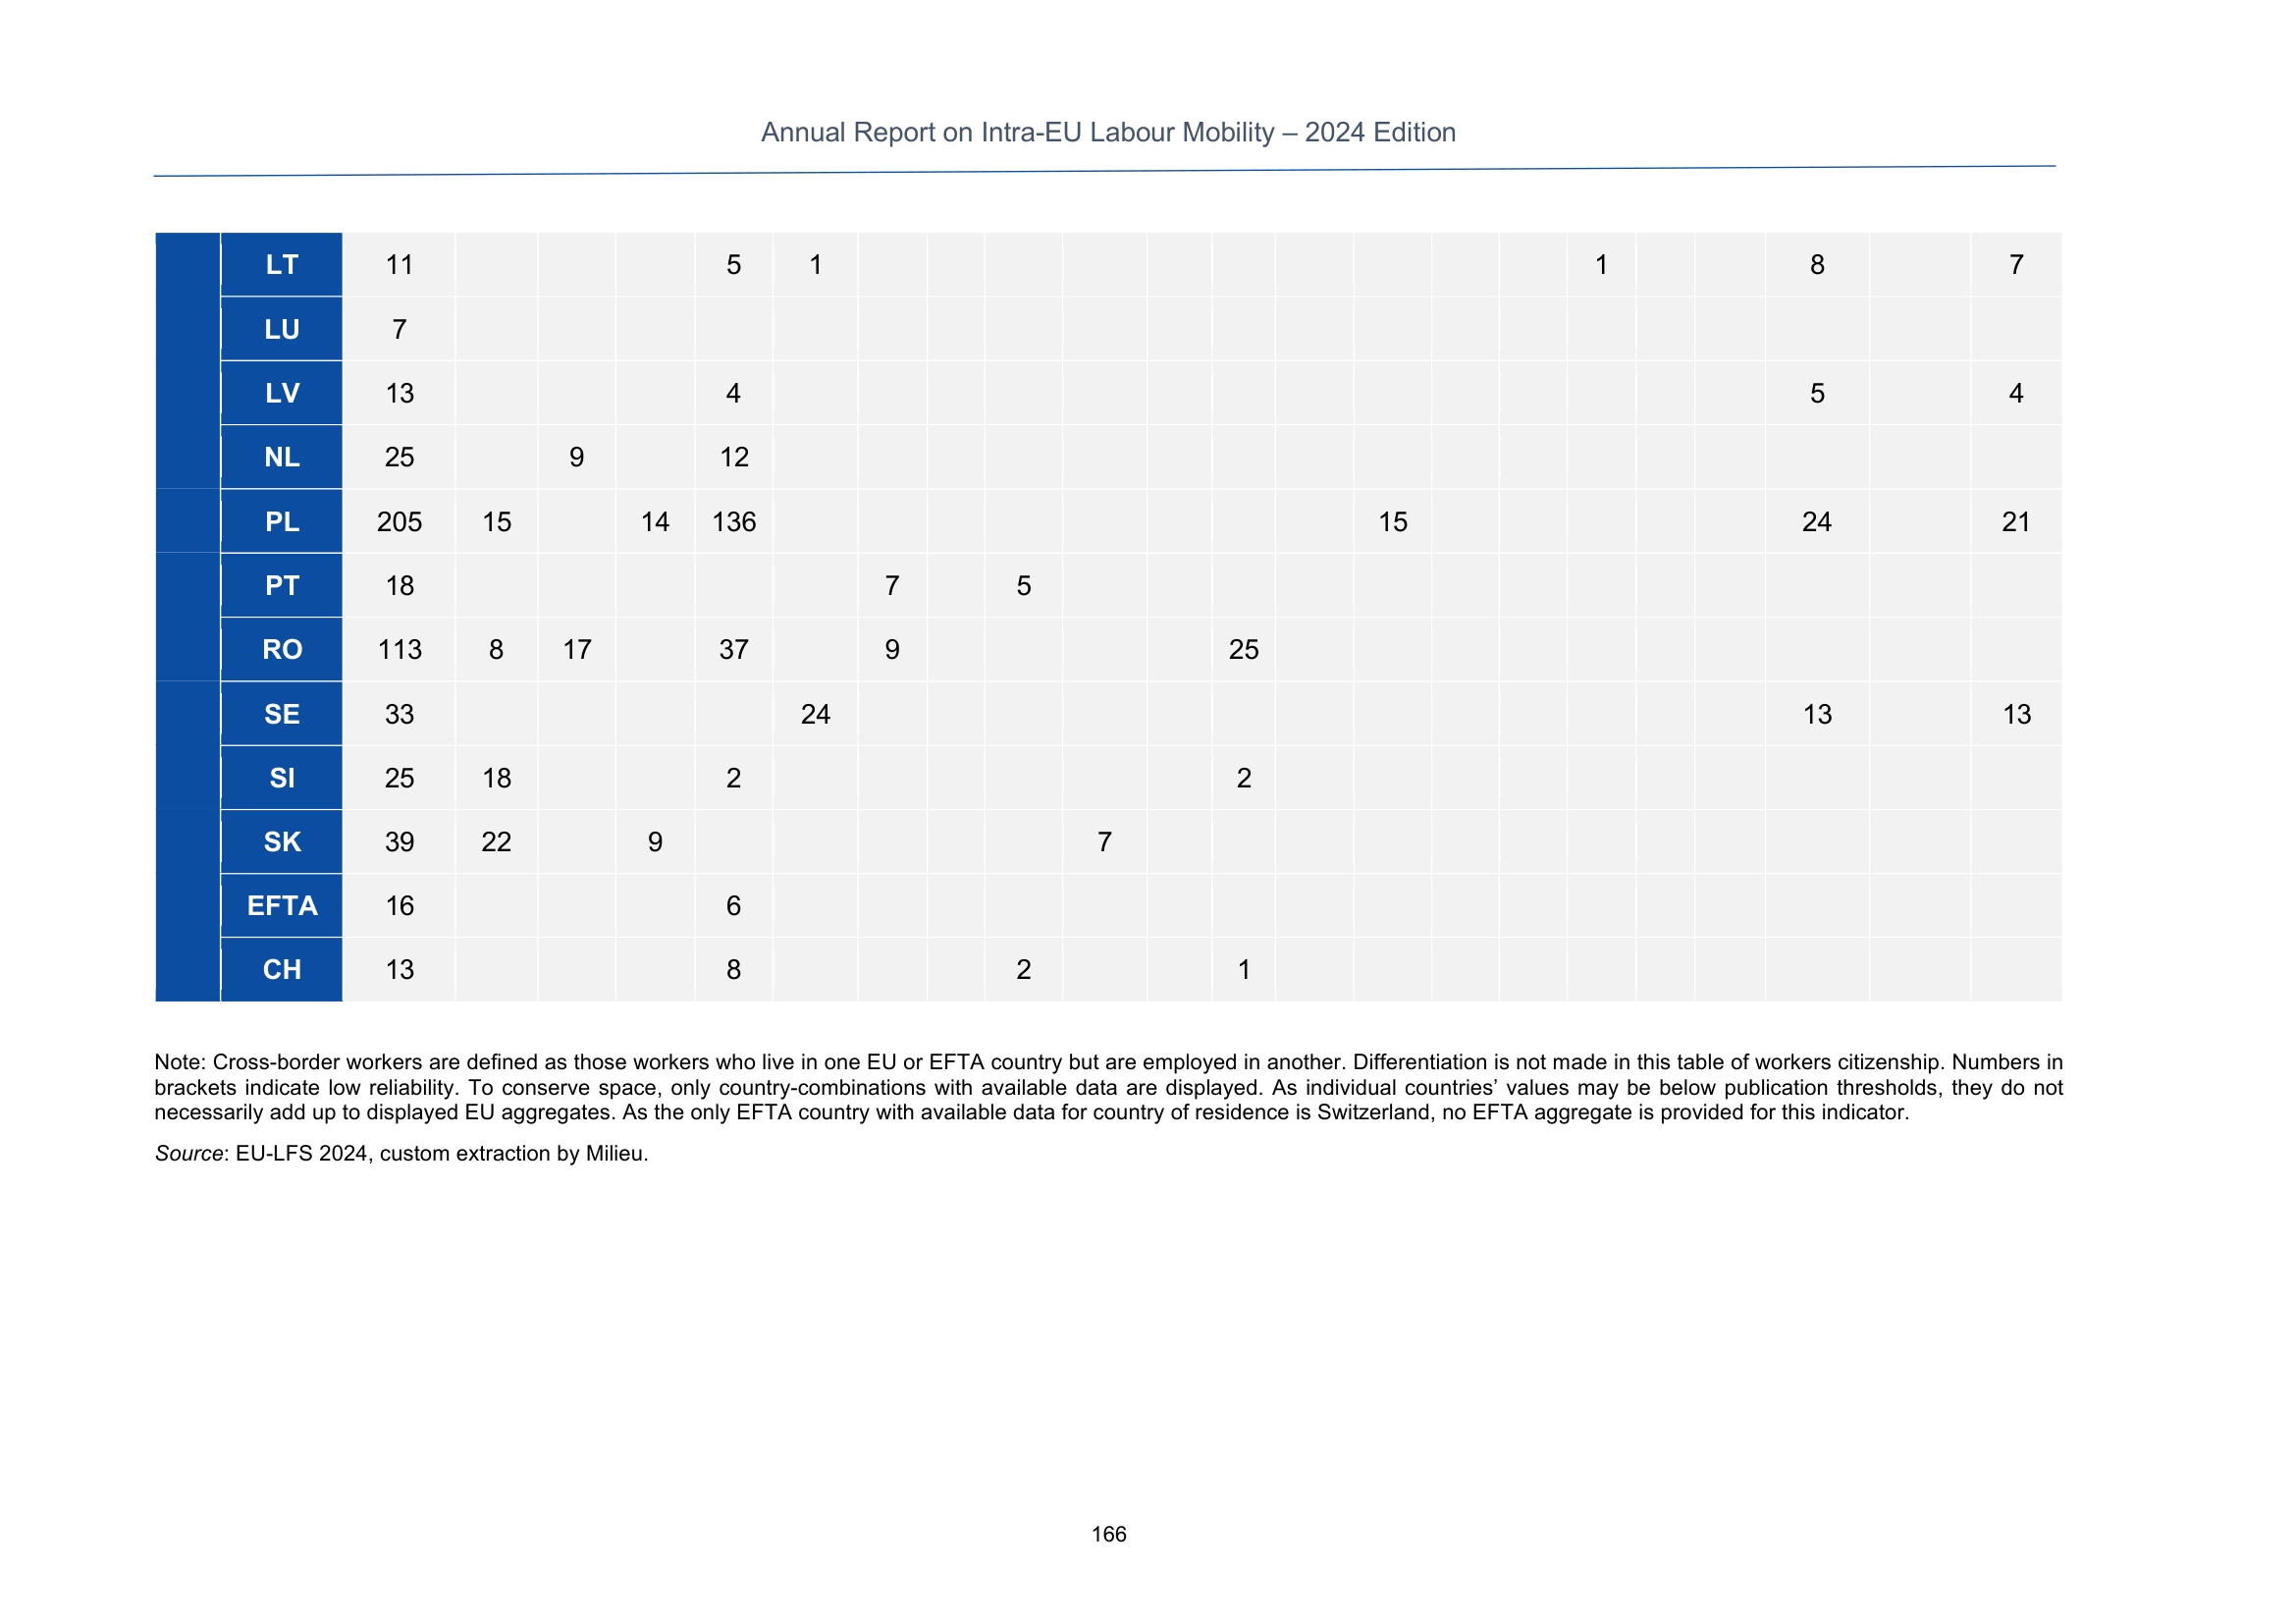 Annual Report on Intra-EU Labour Mobility – 2024 Edition
LT 11 5 1 1 8 7
LU 7
LV 13 4 5 4
NL 25 9 12
PL 205 15 14 136 15 24 21
PT 18 7 5
RO 113 8 17 37 9 25
SE 33 24 13 13
SI 25 18 2 2
SK 39 22 9 7
EFTA 16 6
CH 13 8 2 1
Note: Cross-border workers are defined as those workers who live in one EU or EFTA country but are employed in another. Differentiation is not made in this table of workers citizenship. Numbers in
brackets indicate low reliability. To conserve space, only country-combinations with available data are displayed. As individual countries’ values may be below publication thresholds, they do not
necessarily add up to displayed EU aggregates. As the only EFTA country with available data for country of residence is Switzerland, no EFTA aggregate is provided for this indicator.
Source: EU-LFS 2024, custom extraction by Milieu.
166